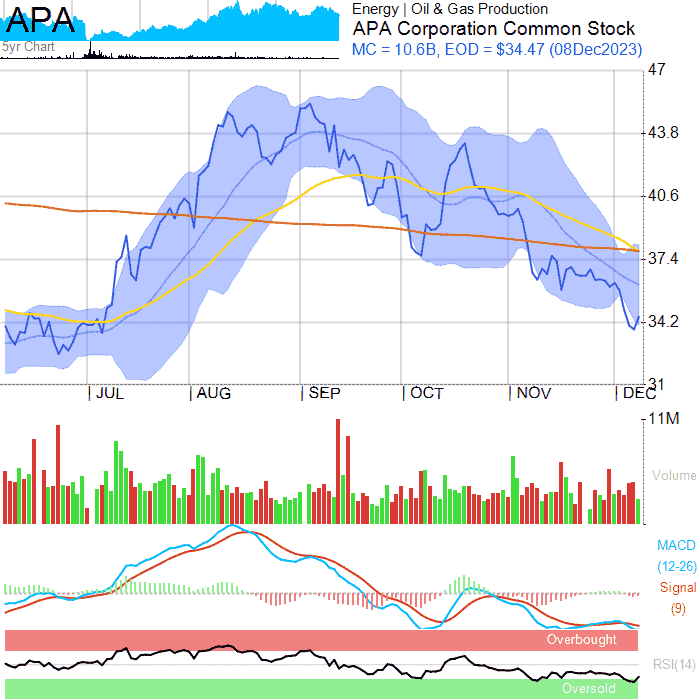 APA
5yr Chart
Energy | Oil & Gas Production
APA Corporation Common Stock
MC = 10.6B, EOD = $34.47 (08Dec2023)
47
43.8
40.6
37.4
34.2
31
JUL AUG SEP OCT NOV DEC
11M
Volume
MACD
(12-26)
Signal
(9)
Overbought
RSI(14)
Oversold